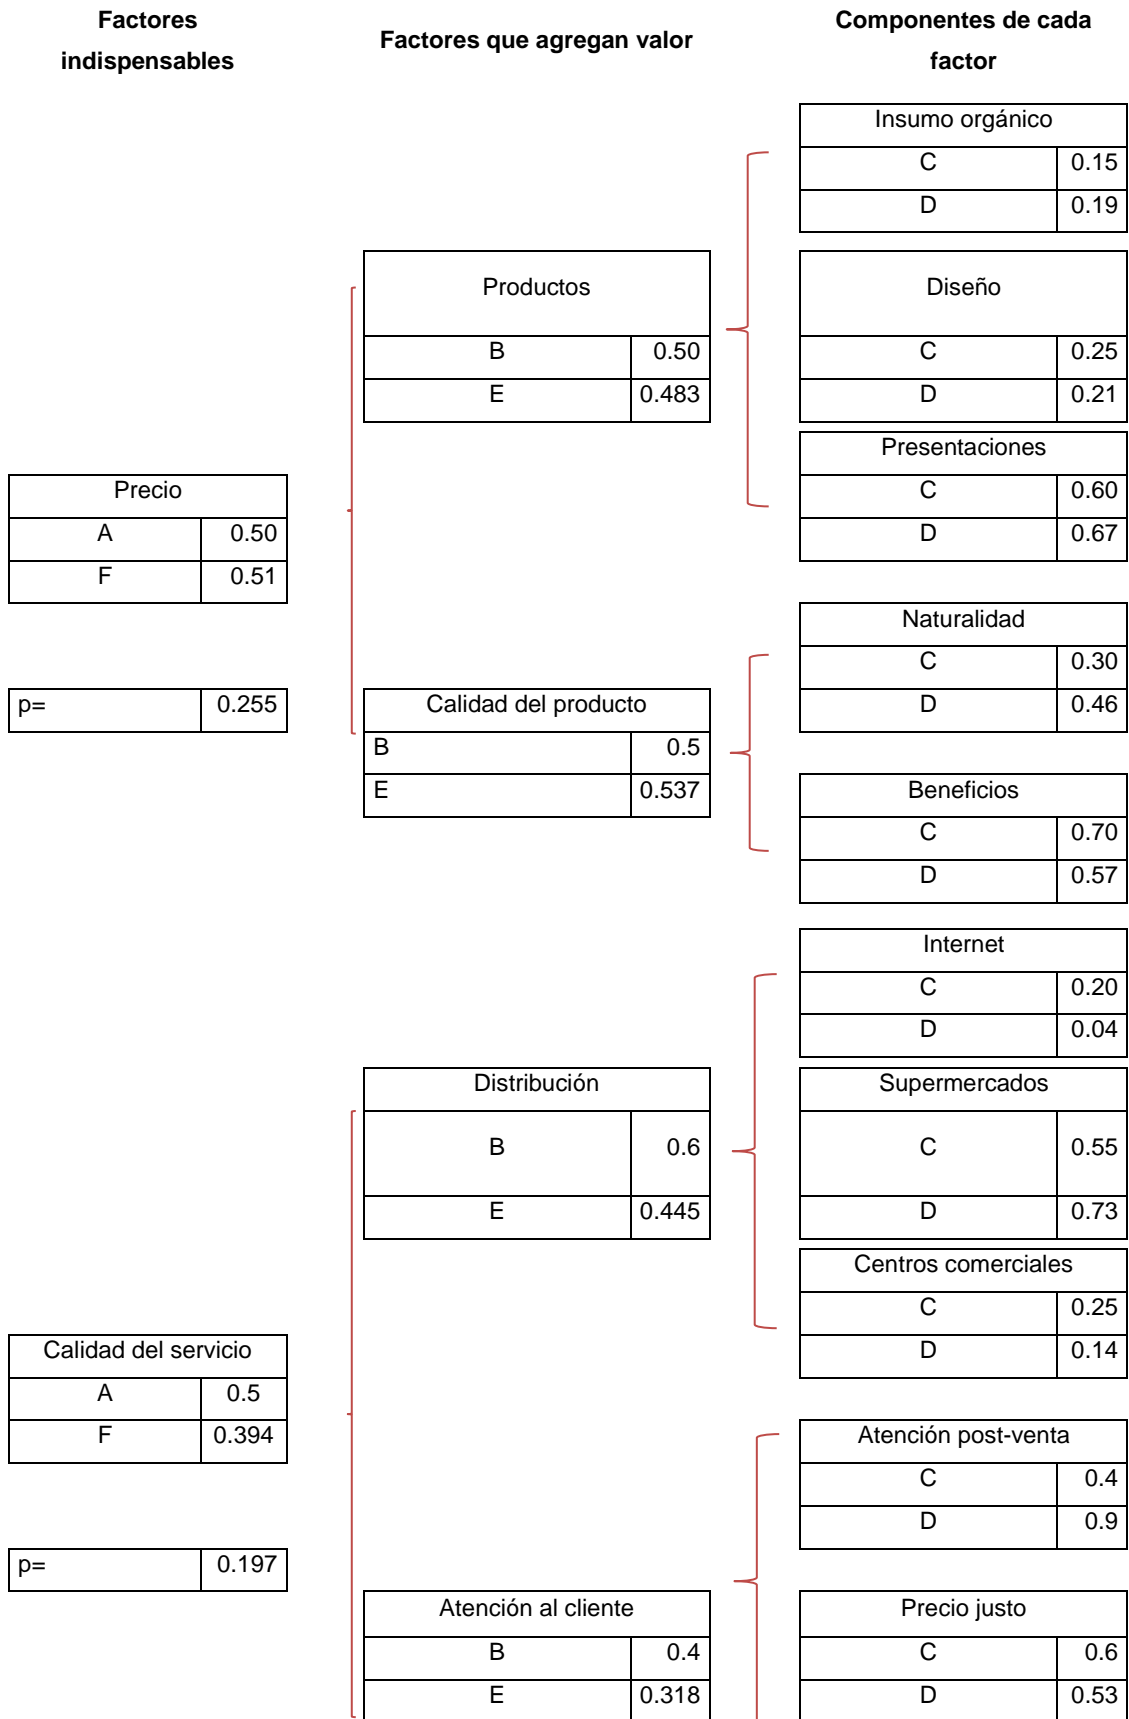 Factores
indispensables
Factores que agregan valor
Componentes de cada
factor
Insumo orgánico
C 0.15
D 0.19
Productos
B 0.50
E 0.483
Diseño
C 0.25
D 0.21
Presentaciones
C 0.60
D 0.67
Precio
A 0.50
F 0.51
p= 0.255
Naturalidad
C 0.30
D 0.46
Calidad del producto
B 0.5
E 0.537
Beneficios
C 0.70
D 0.57
Internet
C 0.20
D 0.04
Distribución
B 0.6
E 0.445
Supermercados
C 0.55
D 0.73
Centros comerciales
C 0.25
D 0.14
Calidad del servicio
A 0.5
F 0.394
p= 0.197
Atención post-venta
C 0.4
D 0.9
Atención al cliente
B 0.4
E 0.318
Precio justo
C 0.6
D 0.53